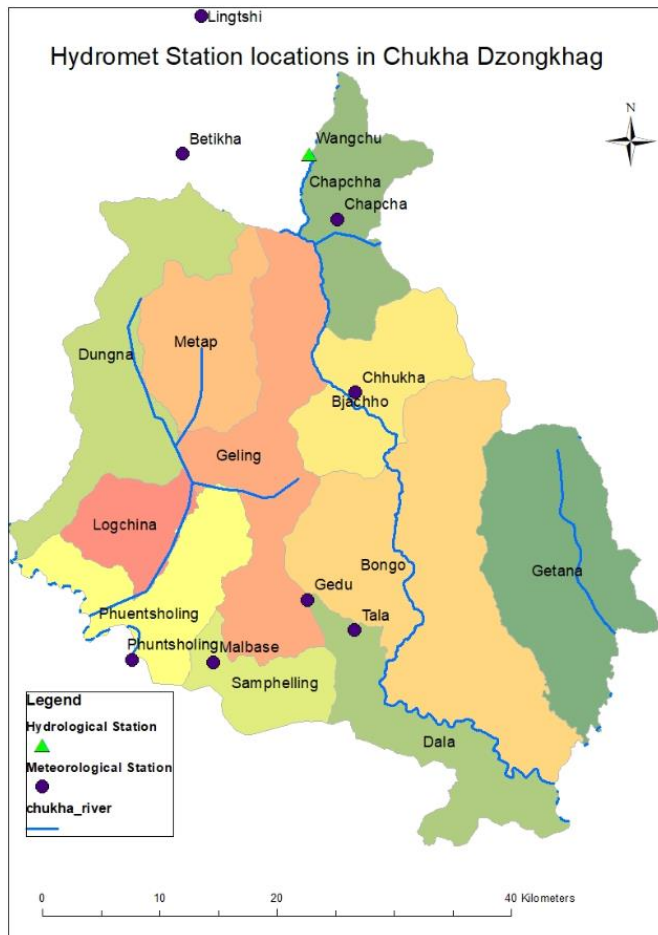 Lingtshi
Hydromet Station locations in Chukha Dzongkhag
N
Betikha
Wangchu
Chapchha
Chapcha
Dungna
Metap
Chhukha
Bjachho
Geling
Logchina
Bongo
Getana
Gedu
Phuentsholing
Tala
Phuntsholing
Malbase
Samphelling
Dala
Legend
Hydrological Station
Meteorological Station
chukha_river
0 10 20 40 Kilometers